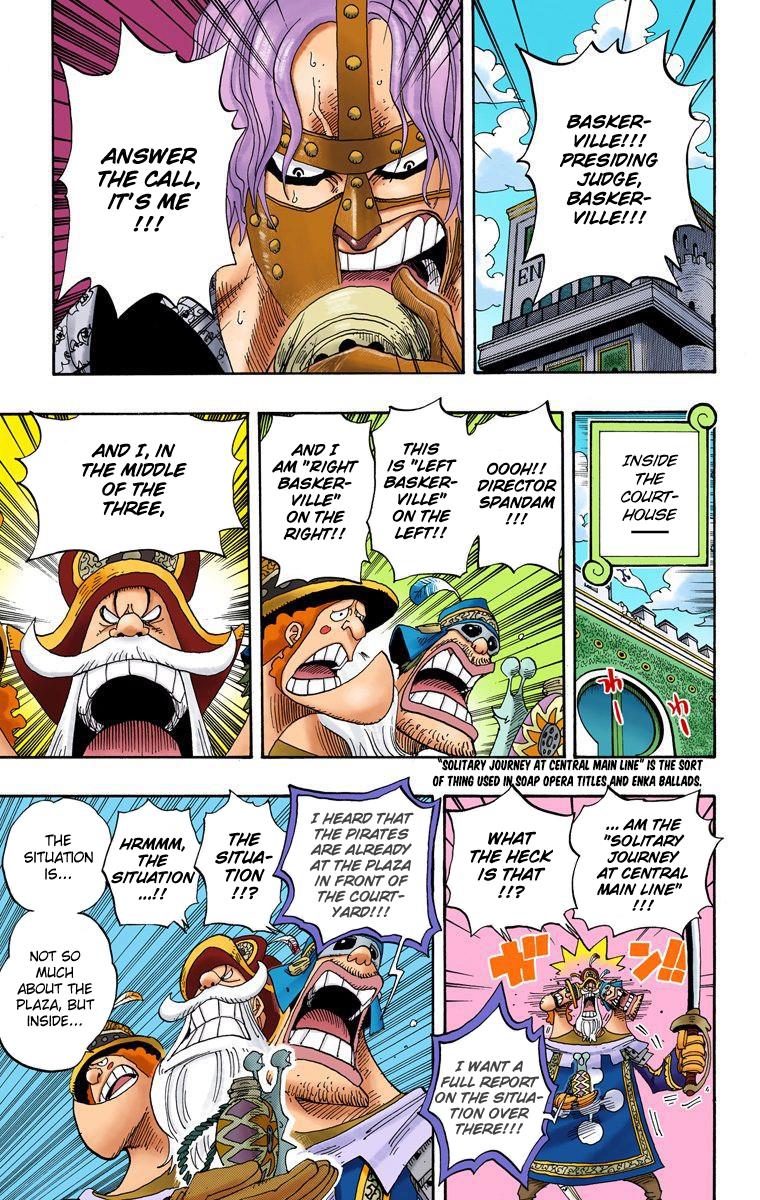 BASKER-
VILLE!!!
PRESIDING
JUDGE,
BASKER-
VILLE!!!
EN
ANSWER
THE CALL,
IT'S ME
!!!
INSIDE
THE
COURT-
HOUSE
OOOH!!
DIRECTOR
SPANDAM
!!!
THIS
IS "LEFT
BASKER-
VILLE"
ON THE
LEFT!!
AND I
AM "RIGHT
BASKER-
VILLE"
ON THE
RIGHT!!
AND I, IN
THE MIDDLE
OF THE
THREE,
わー
わー
"SOLITARY JOURNEY AT CENTRAL MAIN LINE" IS THE SORT
OF THING USED IN SOAP OPERA TITLES AND ENKA BALLADS.
... AM THE
"SOLITARY
JOURNEY
AT CENTRAL
MAIN LINE"
!!!
WHAT
THE HECK
IS THAT
!!?
ガーン!!
I WANT A
FULL REPORT
ON THE SITUA-
TION OVER
THERE!!!
I HEARD THAT
THE PIRATES
ARE ALREADY
AT THE PLAZA
IN FRONT OF
THE COURT-
YARD!!!
THE
SITUA-
TION
!!?
HRMMM,
THE
SITUATION
...!!
THE
SITUATION
IS...
NOT SO
MUCH
ABOUT THE
PLAZA, BUT
INSIDE...